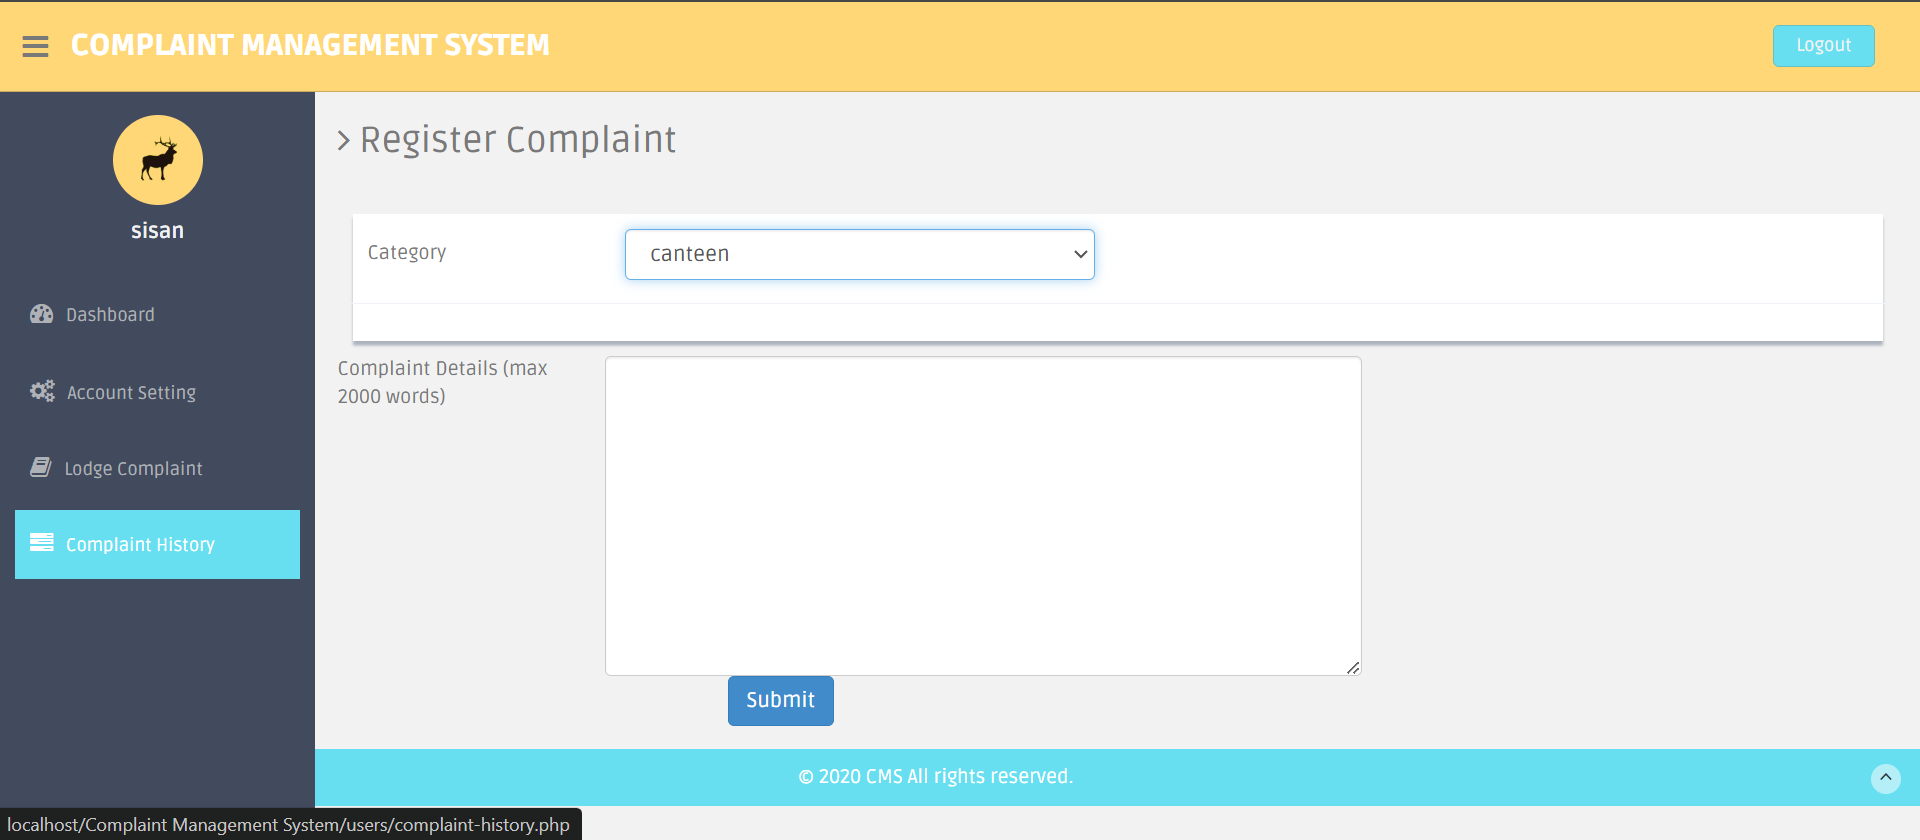 COMPLAINT MANAGEMENT SYSTEM
Logout
sisan
Dashboard
Account Setting
Lodge Complaint
Complaint History
Register Complaint
Category
canteen
Complaint Details (max
2000 words)
Submit
© 2020 CMS All rights reserved.
localhost/Complaint Management System/users/complaint-history.php